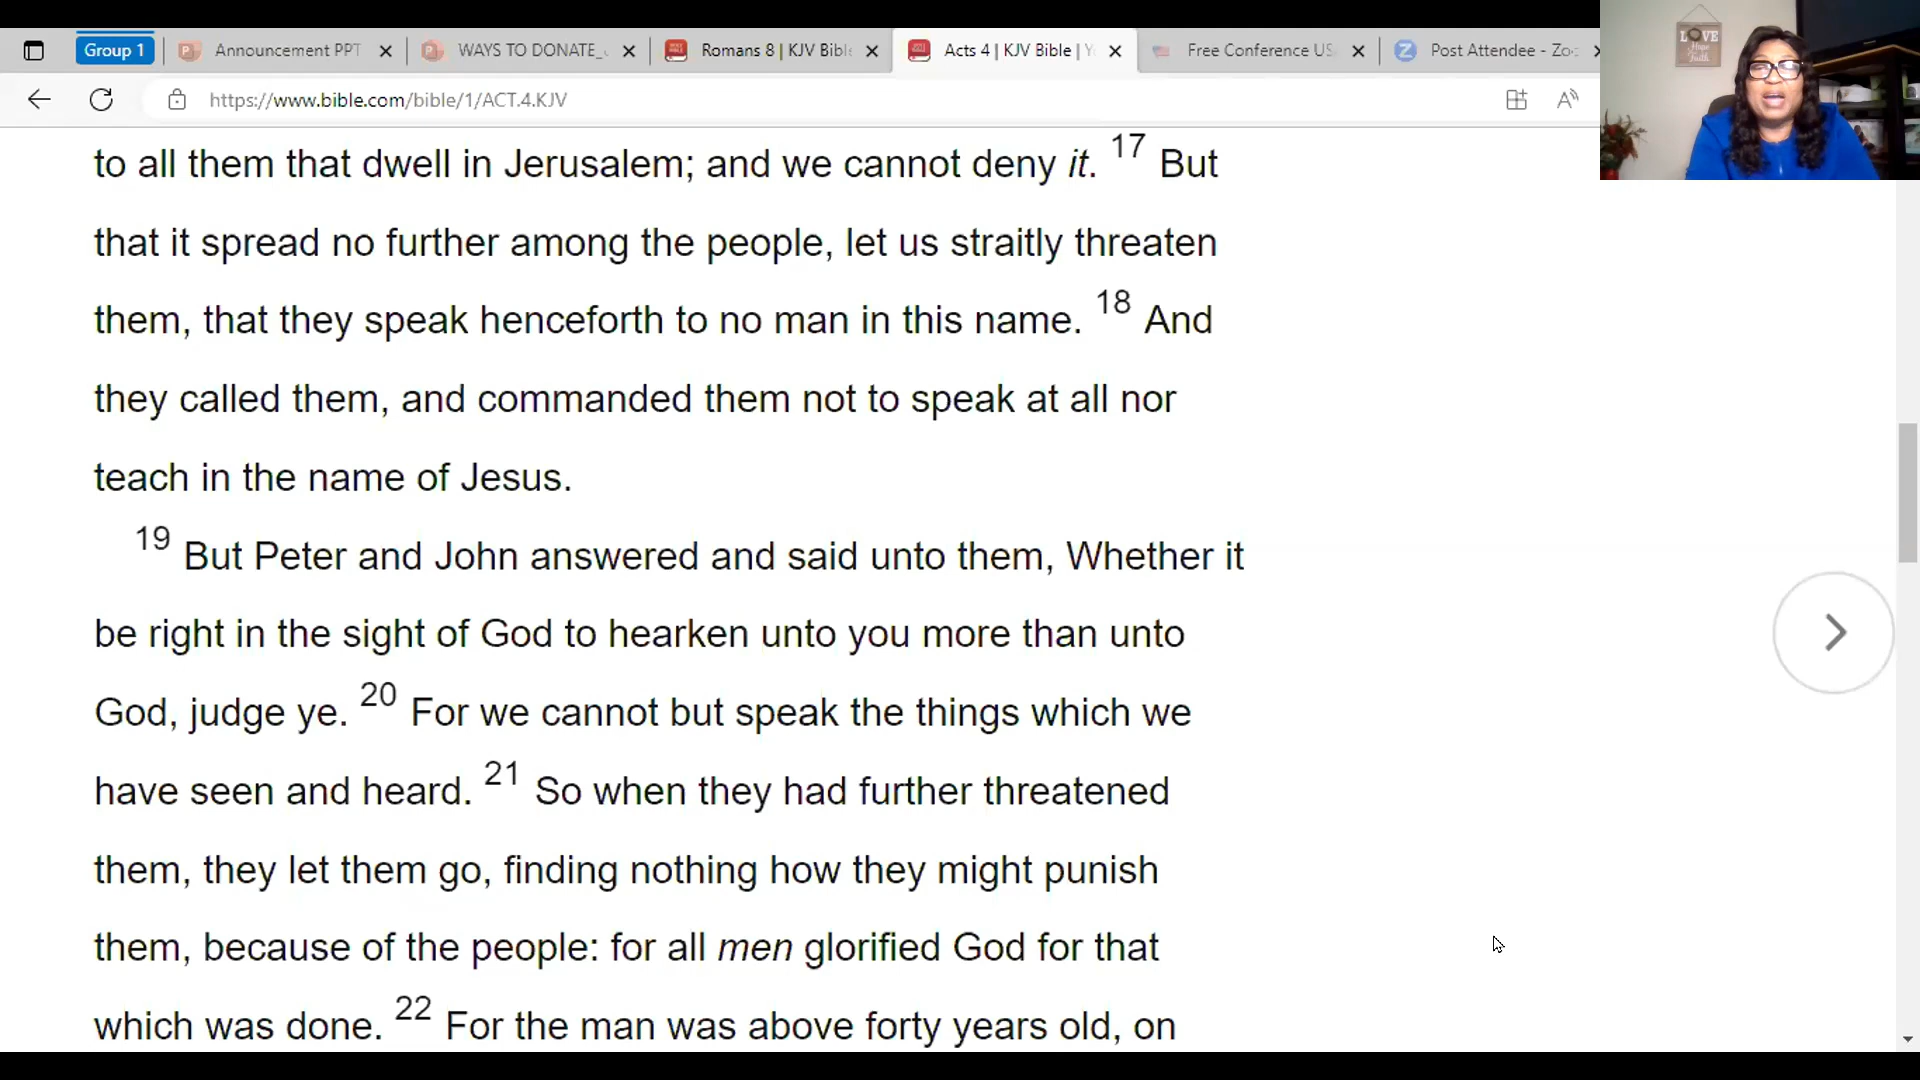 Group 1
Announcement PPT
WAYS TO DONATE_
Romans 8 | KJV Bible
Acts 4 | KJV Bible | Y
Free Conference US
Post Attendee - Zo
https://www.bible.com/bible/1/ACT.4.KJV
LOVE
Hope
Faith
to all them that dwell in Jerusalem; and we cannot deny it. 17 But
that it spread no further among the people, let us straitly threaten
them, that they speak henceforth to no man in this name. 18 And
they called them, and commanded them not to speak at all nor
teach in the name of Jesus.
19 But Peter and John answered and said unto them, Whether it
be right in the sight of God to hearken unto you more than unto
God, judge ye. 20 For we cannot but speak the things which we
have seen and heard. 21 So when they had further threatened
them, they let them go, finding nothing how they might punish
them, because of the people: for all men glorified God for that
which was done. 22 For the man was above forty years old, on